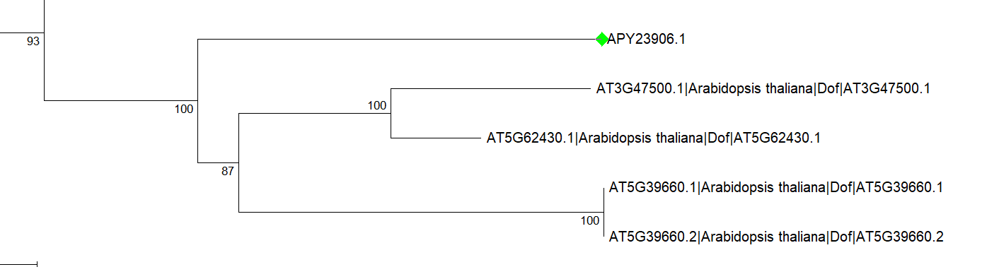 93
APY23906.1
AT3G47500.1|Arabidopsis thaliana|Dof|AT3G47500.1
100
100
AT5G62430.1|Arabidopsis thaliana|Dof|AT5G62430.1
87
AT5G39660.1|Arabidopsis thaliana|Dof|AT5G39660.1
100
AT5G39660.2|Arabidopsis thaliana|Dof|AT5G39660.2